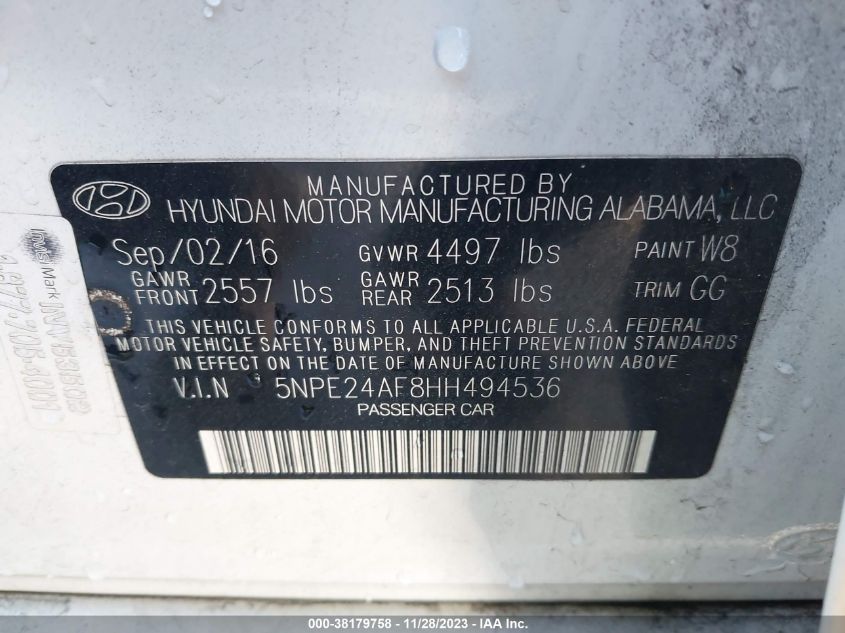 MANUFACTURED BY
HYUNDAI MOTOR MANUFACTURING ALABAMA, LLC
Sep/02/16 GVWR 4497 lbs PAINT W8
GAWR FRONT 2557 lbs GAWR REAR 2513 lbs TRIM GG
THIS VEHICLE CONFORMS TO ALL APPLICABLE U.S.A. FEDERAL
MOTOR VEHICLE SAFETY, BUMPER, AND THEFT PREVENTION STANDARDS
IN EFFECT ON THE DATE OF MANUFACTURE SHOWN ABOVE
V.I.N 5NPE24AF8HH494536
PASSENGER CAR
000-38179758 - 11/28/2023 - IAA Inc.